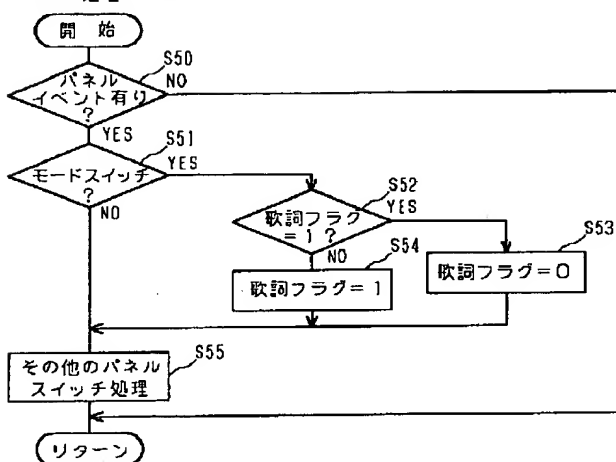 開 始
S50
パネル
イベント有り
?
NO
YES
S51
モードスイッチ
?
YES
NO
S52
歌詞フラグ
=1?
YES
NO
S53
歌詞フラグ=0
S54
歌詞フラグ=1
S55
その他のパネル
スイッチ処理
リターン